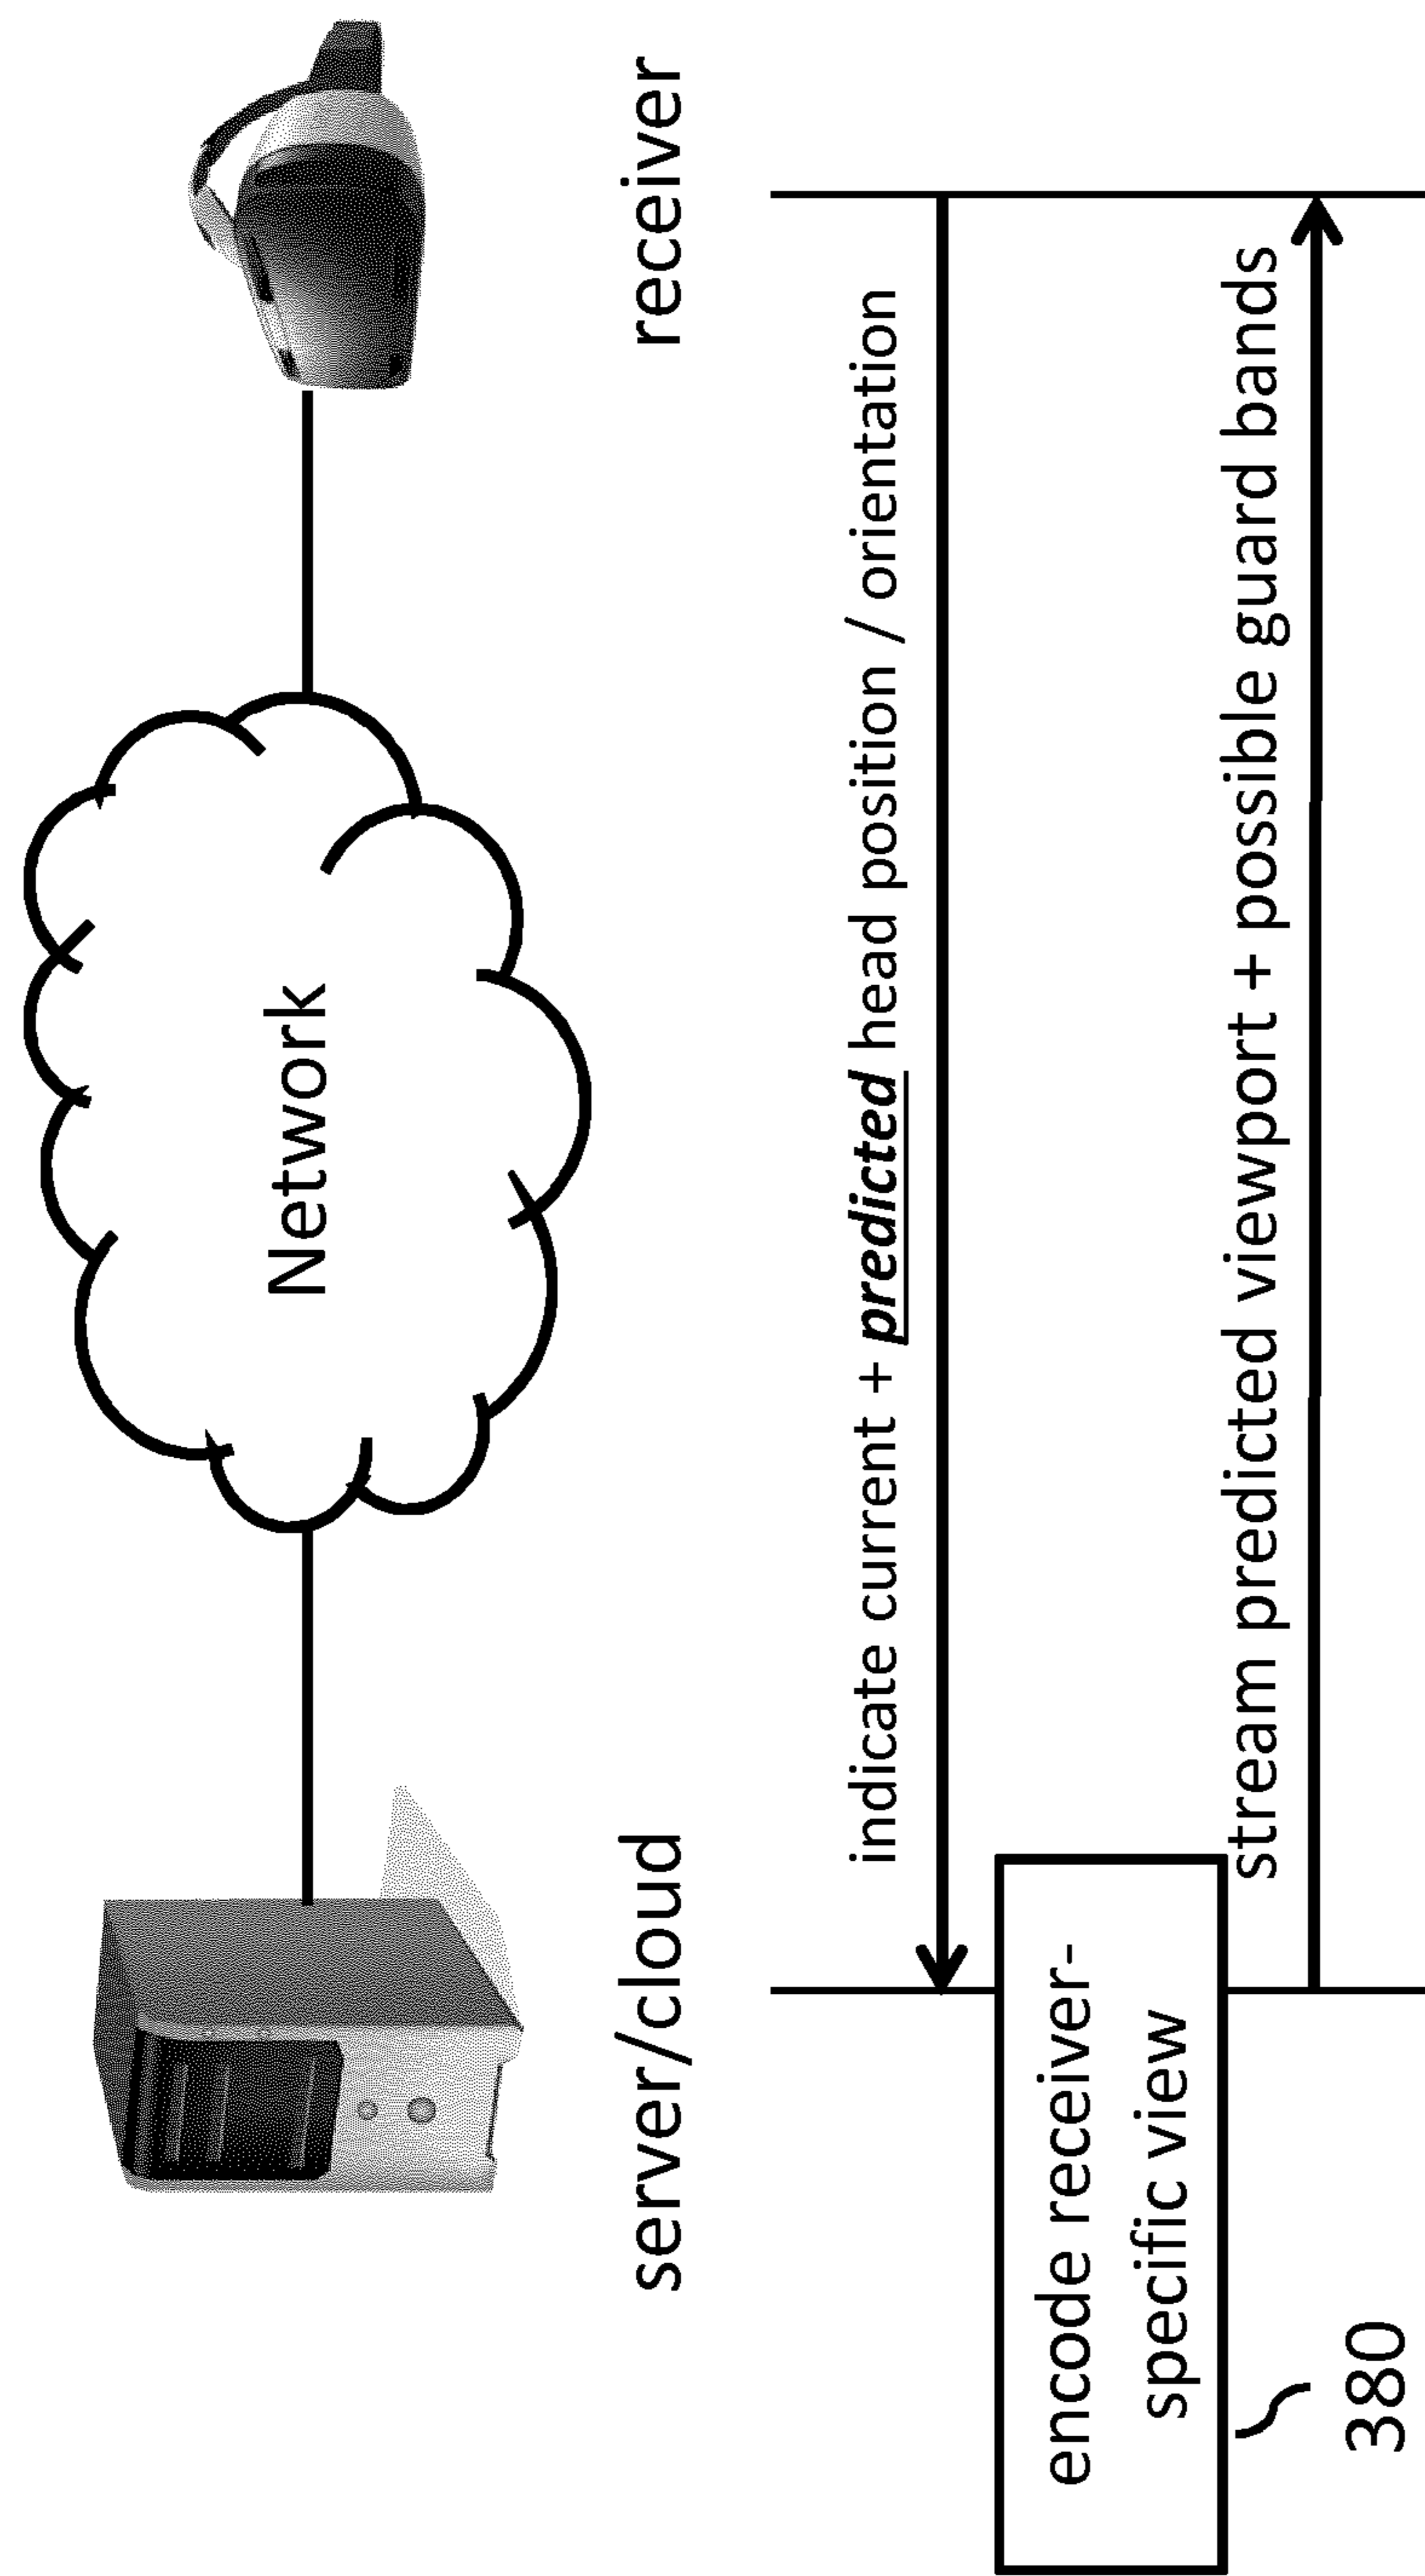 Network
server/cloud
receiver
indicate current + predicted head position / orientation
encode receiver-
specific view
stream predicted viewport + possible guard bands
380